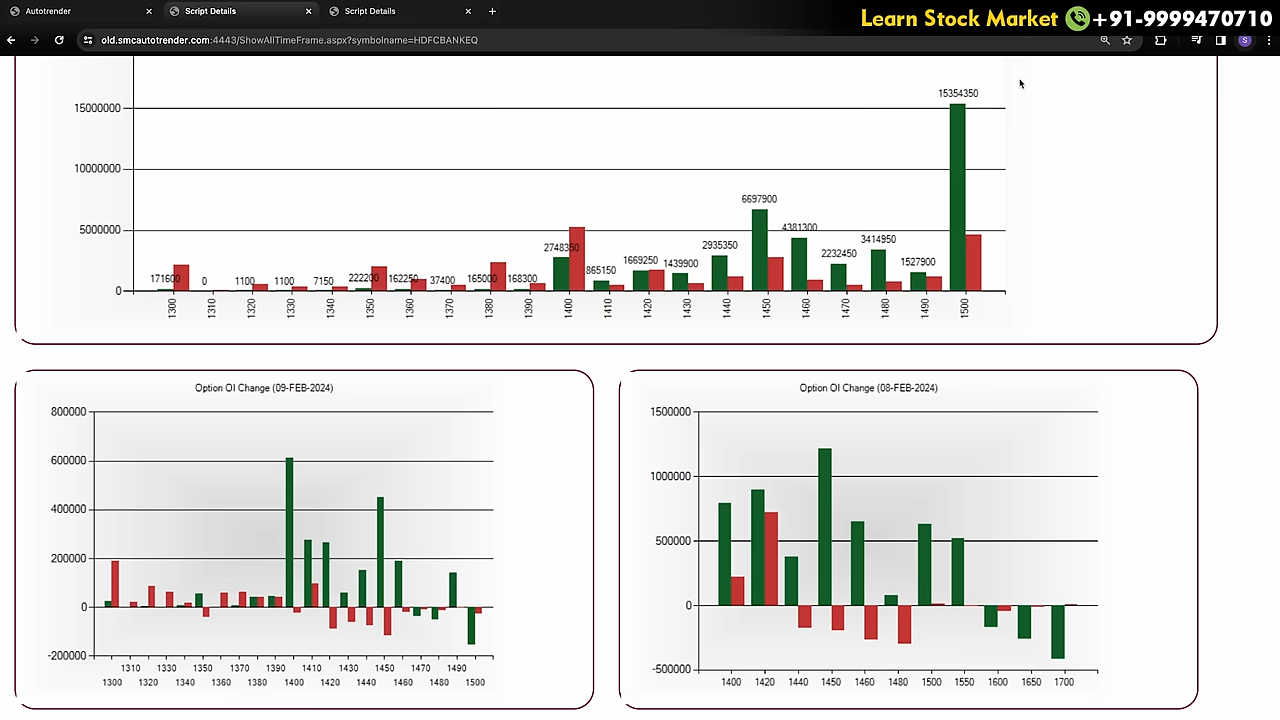 Autrender
Script Details
Script Details
Learn Stock Market +91-9999470710
old.smcautotrender.com:4443/ShowAllTimeFrame.aspx?symbolname=HDFCBANKEQ
S
15354350
15000000
10000000
6697900
5000000
4381300
3414950
2935350
2748350
2232450
1669250
1527900
1439900
865150
171600 0 1100 1100 7150 222200 162250 37400 165000 168300
0
1300 1310 1320 1330 1340 1350 1360 1370 1380 1390 1400 1410 1420 1430 1440 1450 1460 1470 1480 1490 1500
Option OI Change (09-FEB-2024)
800000
600000
400000
200000
0
-200000
1310 1330 1350 1370 1390 1410 1430 1450 1470 1490
1300 1320 1340 1360 1380 1400 1420 1440 1460 1480 1500
Option OI Change (08-FEB-2024)
1500000
1000000
500000
0
-500000
1400 1420 1440 1450 1460 1480 1500 1550 1600 1650 1700